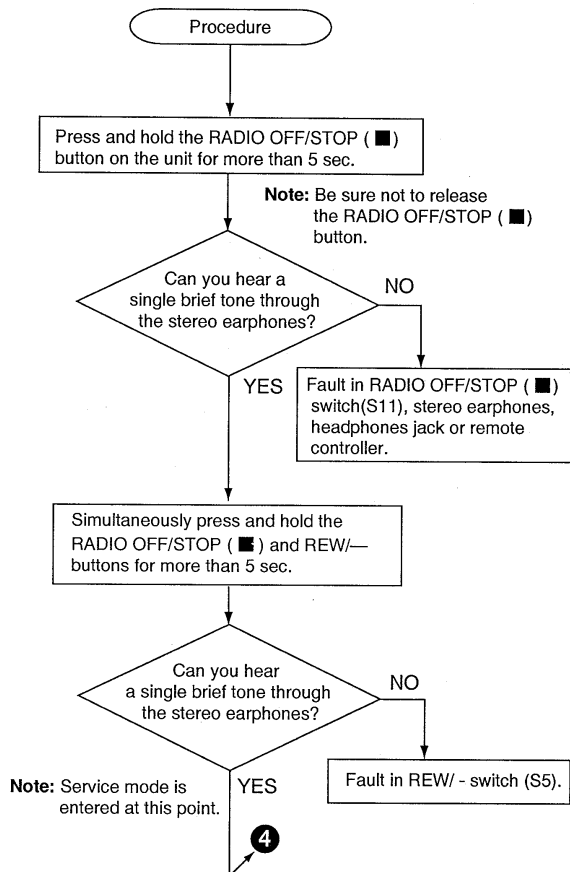 Procedure
Press and hold the RADIO OFF/STOP ( ■ )
button on the unit for more than 5 sec.
Note: Be sure not to release
the RADIO OFF/STOP ( ■ )
button.
Can you hear a
single brief tone through
the stereo earphones?
NO
Fault in RADIO OFF/STOP ( ■ )
switch(S11), stereo earphones,
headphones jack or remote
controller.
YES
Simultaneously press and hold the
RADIO OFF/STOP ( ■ ) and REW/—
buttons for more than 5 sec.
Can you hear
a single brief tone through
the stereo earphones?
NO
Fault in REW/ - switch (S5).
Note: Service mode is
entered at this point.
YES
4